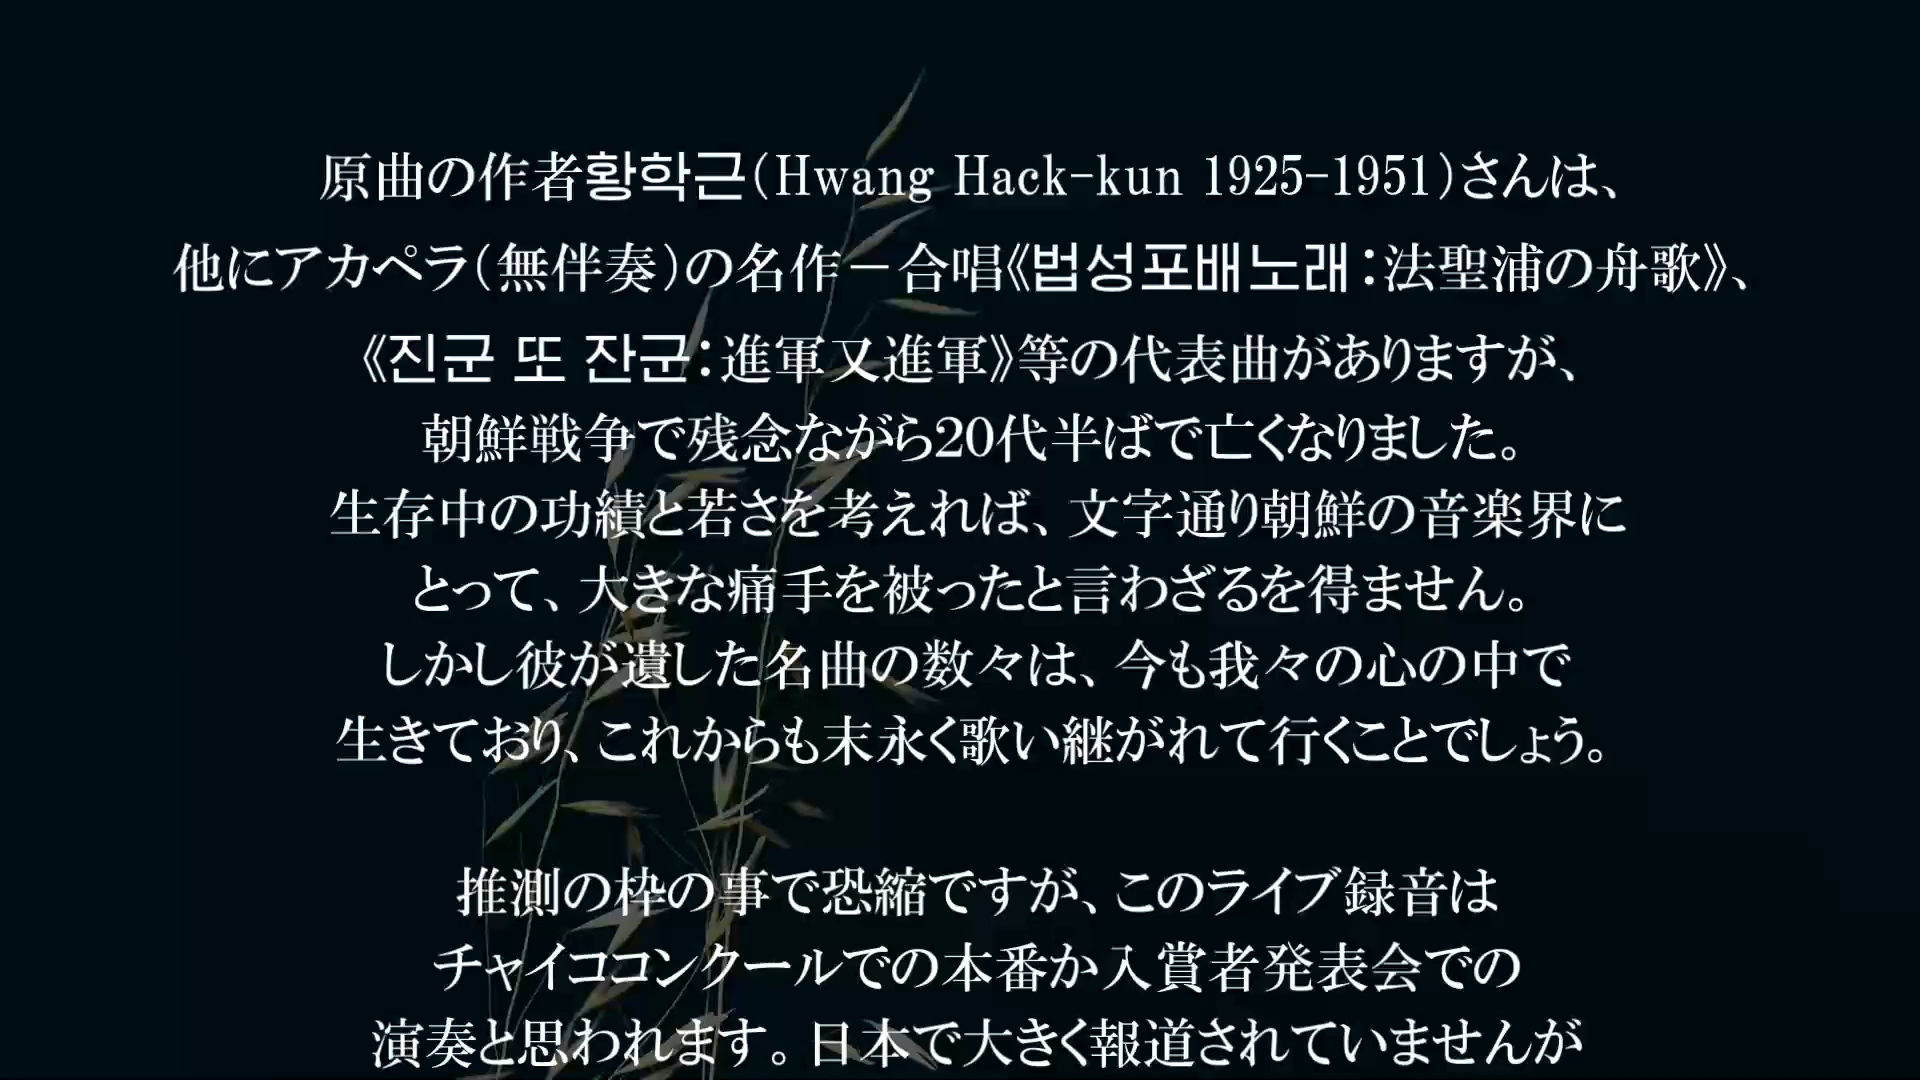 原曲の作者황학근(Hwang Hack-kun 1925-1951)さんは、
他にアカペラ(無伴奏)の名作－合唱《법성포배노래：法聖浦の舟歌》、
《진군 또 잔군：進軍又進軍》等の代表曲がありますが、
朝鮮戦争で残念ながら20代半ばで亡くなりました。
生存中の功績と若さを考えれば、文字通り朝鮮の音楽界に
とって、大きな痛手を被ったと言わざるを得ません。
しかし彼が遺した名曲の数々は、今も我々の心の中で
生きており、これからも末永く歌い継がれて行くことでしょう。
推測の枠の事で恐縮ですが、このライブ録音は
チャイココンクールでの本番か入賞者発表会での
演奏と思われます。日本で大きく報道されていませんが